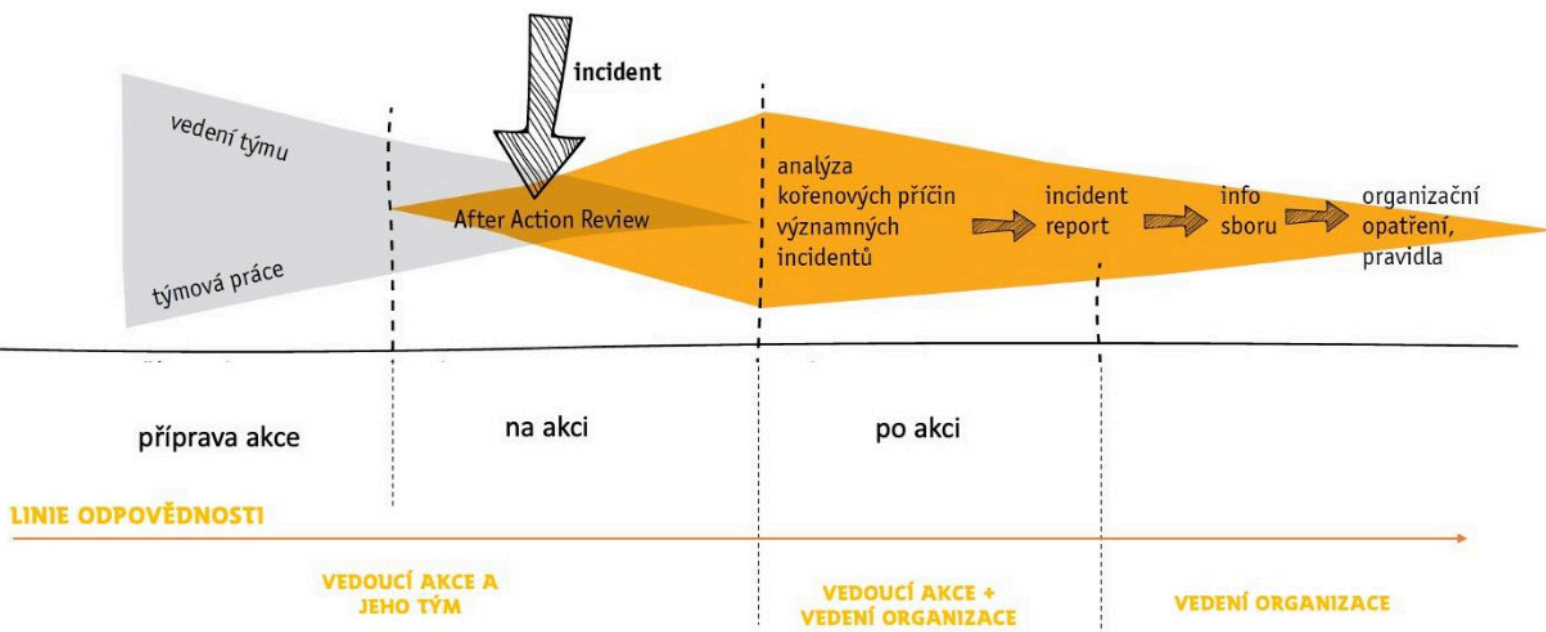 incident
vedení týmu
After Action Review
týmová práce
analýza
kořenových příčin
významných
incidentů
incident
report
info
sboru
organizační
opatření,
pravidla
příprava akce
na akci
po akci
LINIE ODPOVĚDNOSTI
VEDOUCÍ AKCE A
JEHO TÝM
VEDOUCÍ AKCE +
VEDENÍ ORGANIZACE
VEDENÍ ORGANIZACE